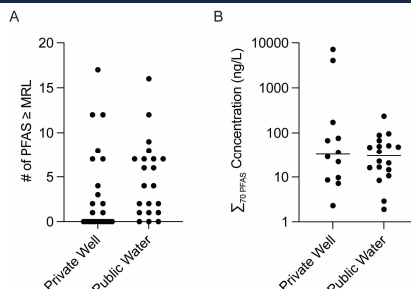 A
# of PFAS ≥ MRL
20
15
10
5
0
Private Well
Public Water
B
Σ70 PFAS Concentration (ng/L)
10000
1000
100
10
1
Private Well
Public Water